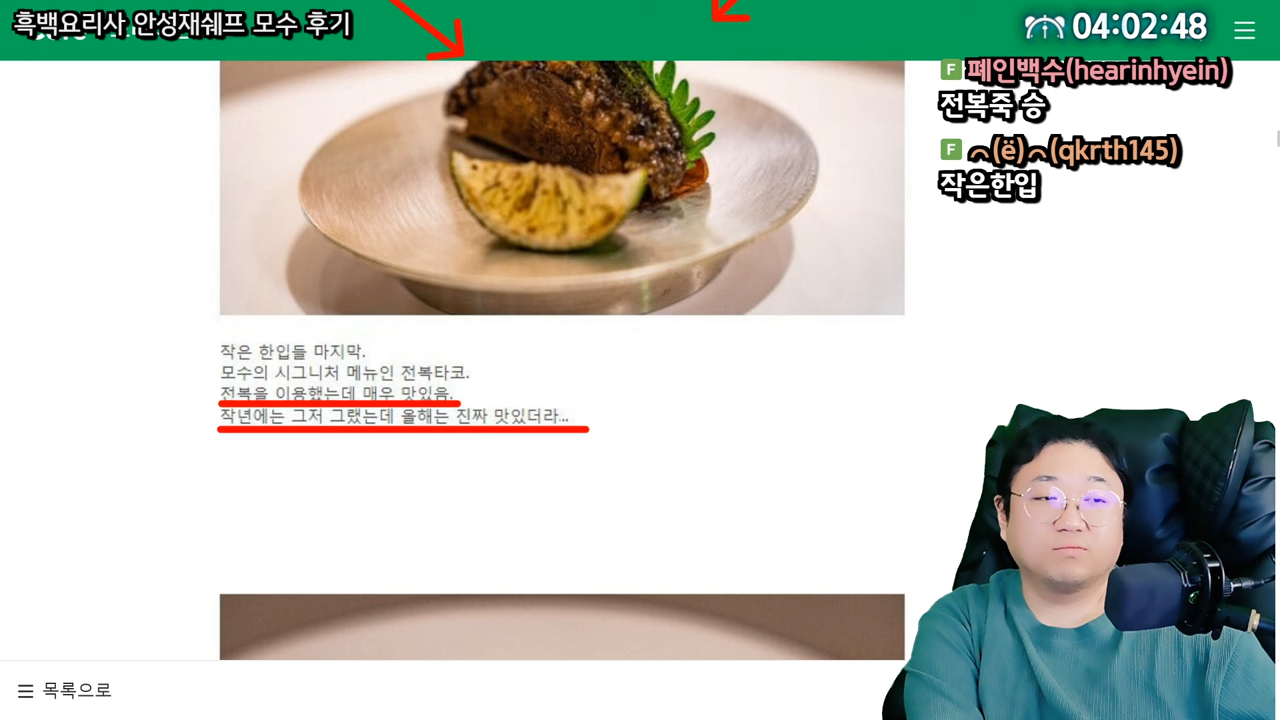 흑백요리사 안성재쉐프 모수 후기
04:02:48
F 폐인백수(hearinhyein)
전복죽 승
F ᴖ(ë)ᴖ(qkrth145)
작은한입
작은 한입들 마지막.
모수의 시그니처 메뉴인 전복타코.
전복을 이용했는데 매우 맛있음.
작년에는 그저 그랬는데 올해는 진짜 맛있더라...
목록으로